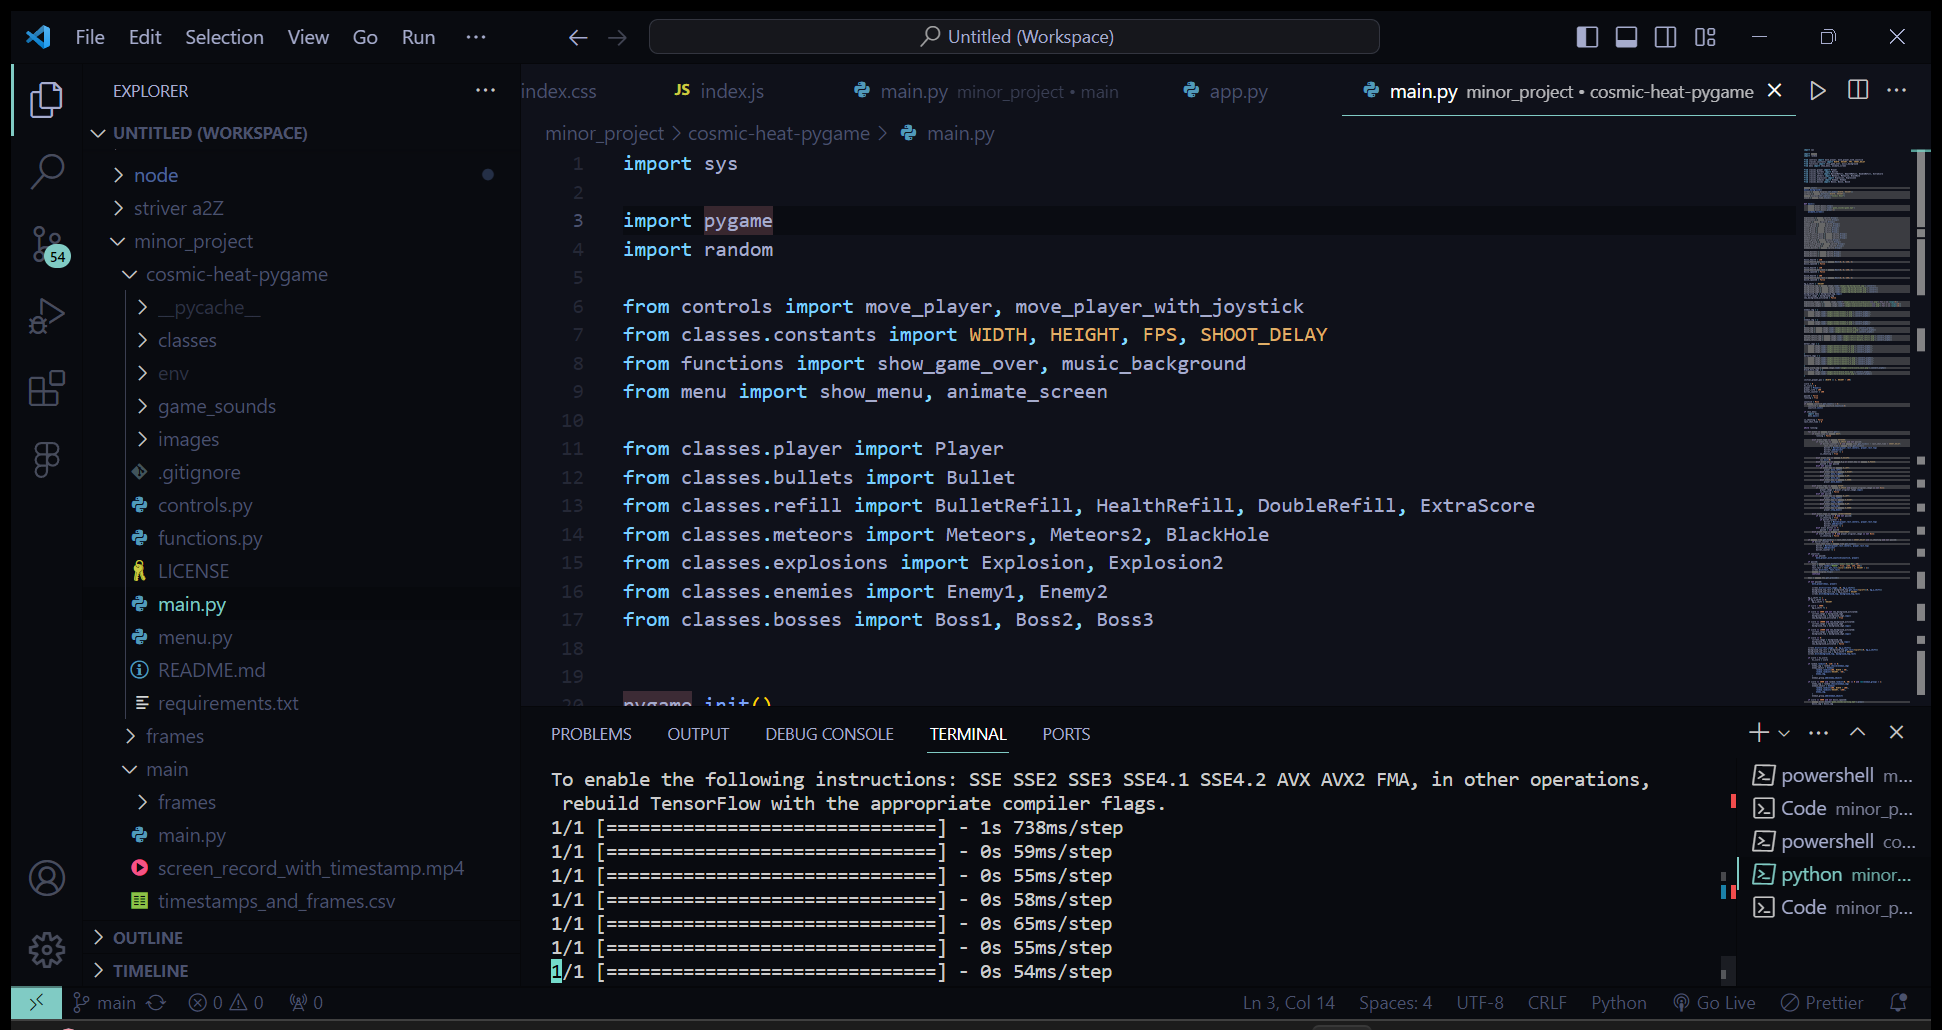 File Edit Selection View Go Run ···
Untitled (Workspace)
EXPLORER
UNTITLED (WORKSPACE)
node
striver a2Z
minor_project
cosmic-heat-pygame
__pycache__
classes
env
game_sounds
images
.gitignore
controls.py
functions.py
LICENSE
main.py
menu.py
README.md
requirements.txt
frames
main
frames
main.py
screen_record_with_timestamp.mp4
timestamps_and_frames.csv
OUTLINE
TIMELINE
54
index.css
JS index.js
main.py minor_project • main
app.py
main.py minor_project • cosmic-heat-pygame
minor_project > cosmic-heat-pygame > main.py
1 import sys
2
3 import pygame
4 import random
5
6 from controls import move_player, move_player_with_joystick
7 from classes.constants import WIDTH, HEIGHT, FPS, SHOOT_DELAY
8 from functions import show_game_over, music_background
9 from menu import show_menu, animate_screen
10
11 from classes.player import Player
12 from classes.bullets import Bullet
13 from classes.refill import BulletRefill, HealthRefill, DoubleRefill, ExtraScore
14 from classes.meteors import Meteors, Meteors2, BlackHole
15 from classes.explosions import Explosion, Explosion2
16 from classes.enemies import Enemy1, Enemy2
17 from classes.bosses import Boss1, Boss2, Boss3
18
19
20 pygame.init()
PROBLEMS OUTPUT DEBUG CONSOLE TERMINAL PORTS
To enable the following instructions: SSE SSE2 SSE3 SSE4.1 SSE4.2 AVX AVX2 FMA, in other operations,
rebuild TensorFlow with the appropriate compiler flags.
1/1 [==============================] - 1s 738ms/step
1/1 [==============================] - 0s 59ms/step
1/1 [==============================] - 0s 55ms/step
1/1 [==============================] - 0s 58ms/step
1/1 [==============================] - 0s 65ms/step
1/1 [==============================] - 0s 55ms/step
1/1 [==============================] - 0s 54ms/step
powershell m...
Code minor_p...
powershell co...
python minor...
Code minor_p...
main 0 0 0
Ln 3, Col 14 Spaces: 4 UTF-8 CRLF Python Go Live Prettier